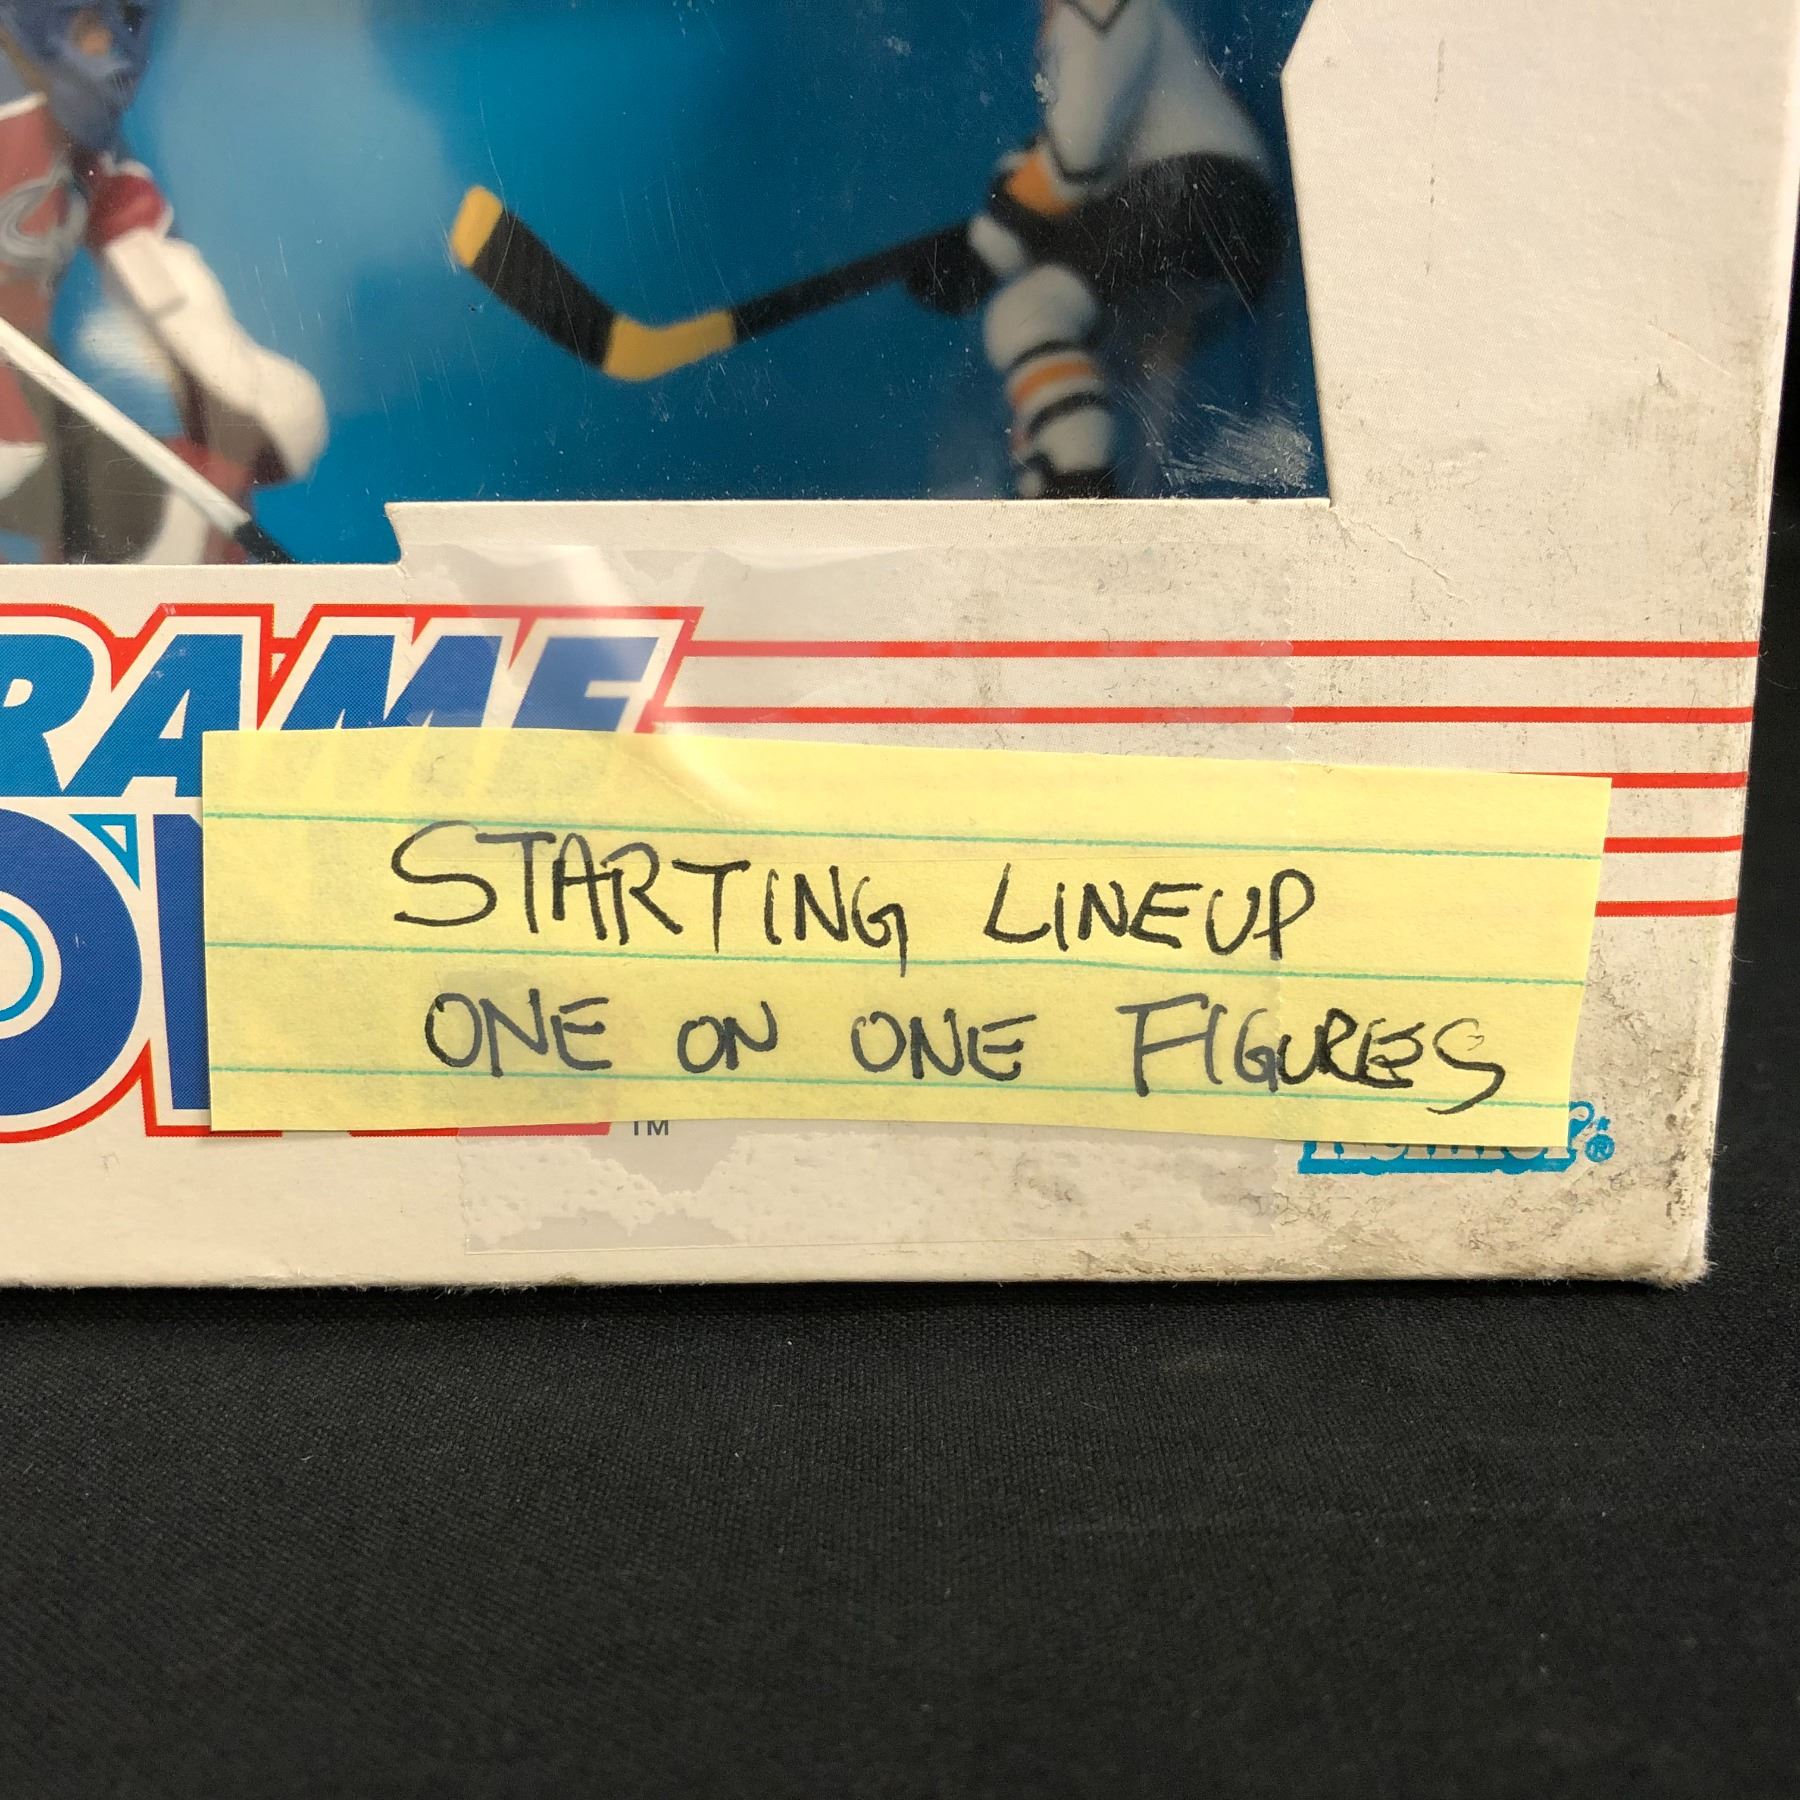 RAME
STARTING LINEUP
ONE ON ONE FIGURES
TM
®